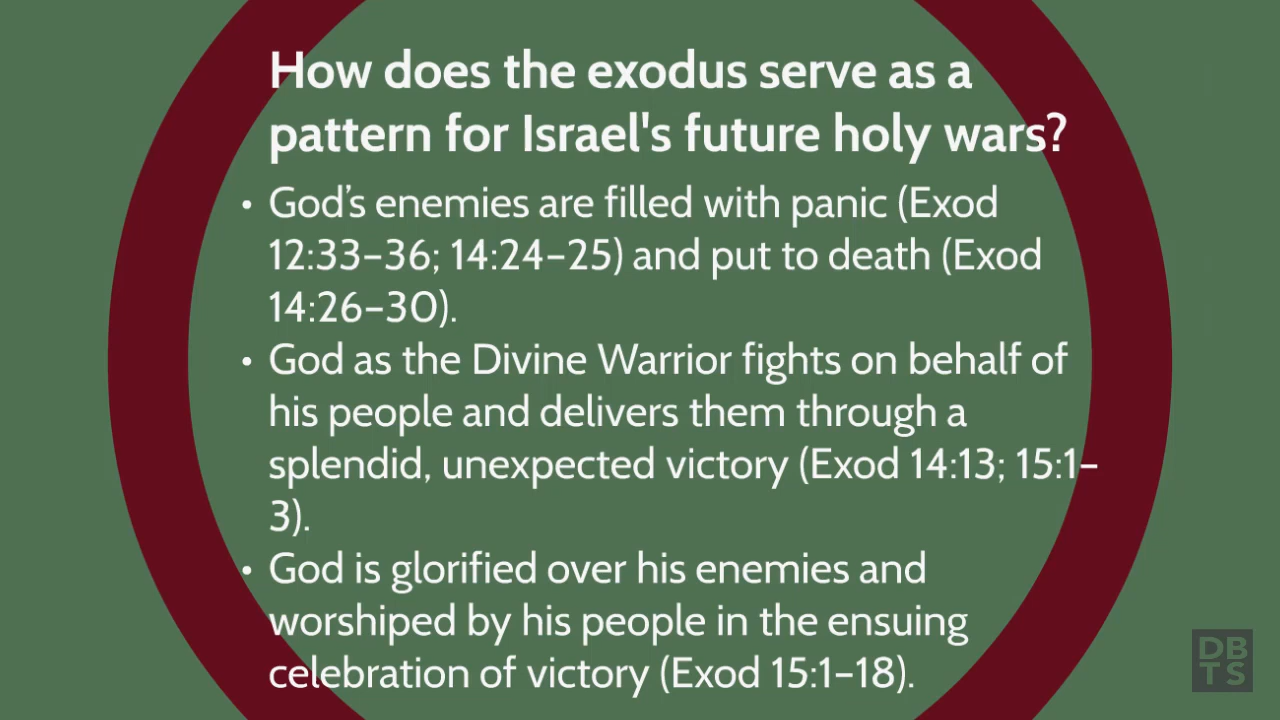 How does the exodus serve as a
pattern for Israel's future holy wars?
• God’s enemies are filled with panic (Exod
12:33–36; 14:24–25) and put to death (Exod
14:26–30).
• God as the Divine Warrior fights on behalf of
his people and delivers them through a
splendid, unexpected victory (Exod 14:13; 15:1–
3).
• God is glorified over his enemies and
worshiped by his people in the ensuing
celebration of victory (Exod 15:1–18).
DB
TS